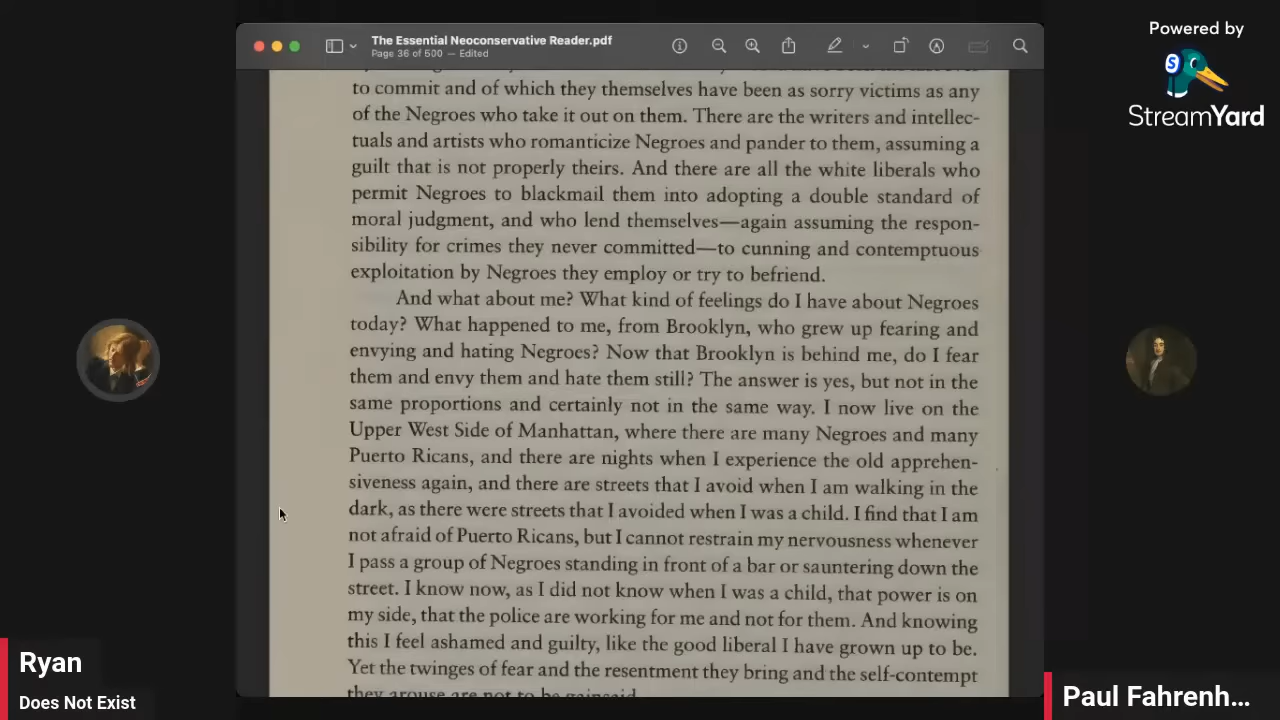 Powered by
StreamYard
The Essential Neoconservative Reader.pdf
Page 36 of 500 — Edited
to commit and of which they themselves have been as sorry victims as any
of the Negroes who take it out on them. There are the writers and intellec-
tuals and artists who romanticize Negroes and pander to them, assuming a
guilt that is not properly theirs. And there are all the white liberals who
permit Negroes to blackmail them into adopting a double standard of
moral judgment, and who lend themselves—again assuming the respon-
sibility for crimes they never committed—to cunning and contemptuous
exploitation by Negroes they employ or try to befriend.
And what about me? What kind of feelings do I have about Negroes
today? What happened to me, from Brooklyn, who grew up fearing and
envying and hating Negroes? Now that Brooklyn is behind me, do I fear
them and envy them and hate them still? The answer is yes, but not in the
same proportions and certainly not in the same way. I now live on the
Upper West Side of Manhattan, where there are many Negroes and many
Puerto Ricans, and there are nights when I experience the old apprehen-
siveness again, and there are streets that I avoid when I am walking in the
dark, as there were streets that I avoided when I was a child. I find that I am
not afraid of Puerto Ricans, but I cannot restrain my nervousness whenever
I pass a group of Negroes standing in front of a bar or sauntering down the
street. I know now, as I did not know when I was a child, that power is on
my side, that the police are working for me and not for them. And knowing
this I feel ashamed and guilty, like the good liberal I have grown up to be.
Yet the twinges of fear and the resentment they bring and the self-contempt
they arouse are not to be gainsaid.
Ryan
Does Not Exist
Paul Fahrenh...